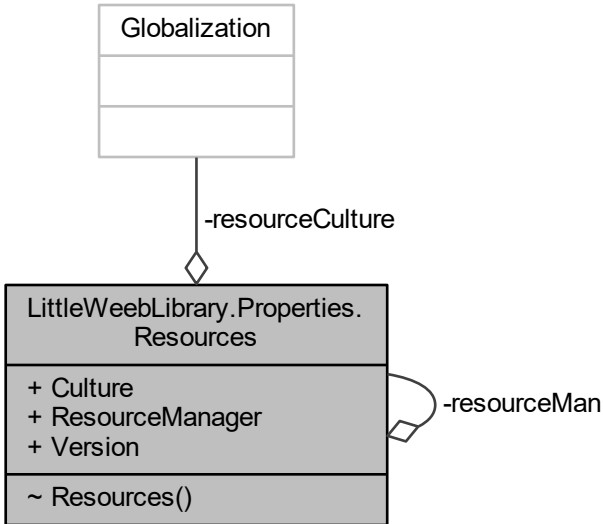 Globalization
-resourceCulture
LittleWeebLibrary.Properties.
Resources
+ Culture
+ ResourceManager
+ Version
-resourceMan
~ Resources()